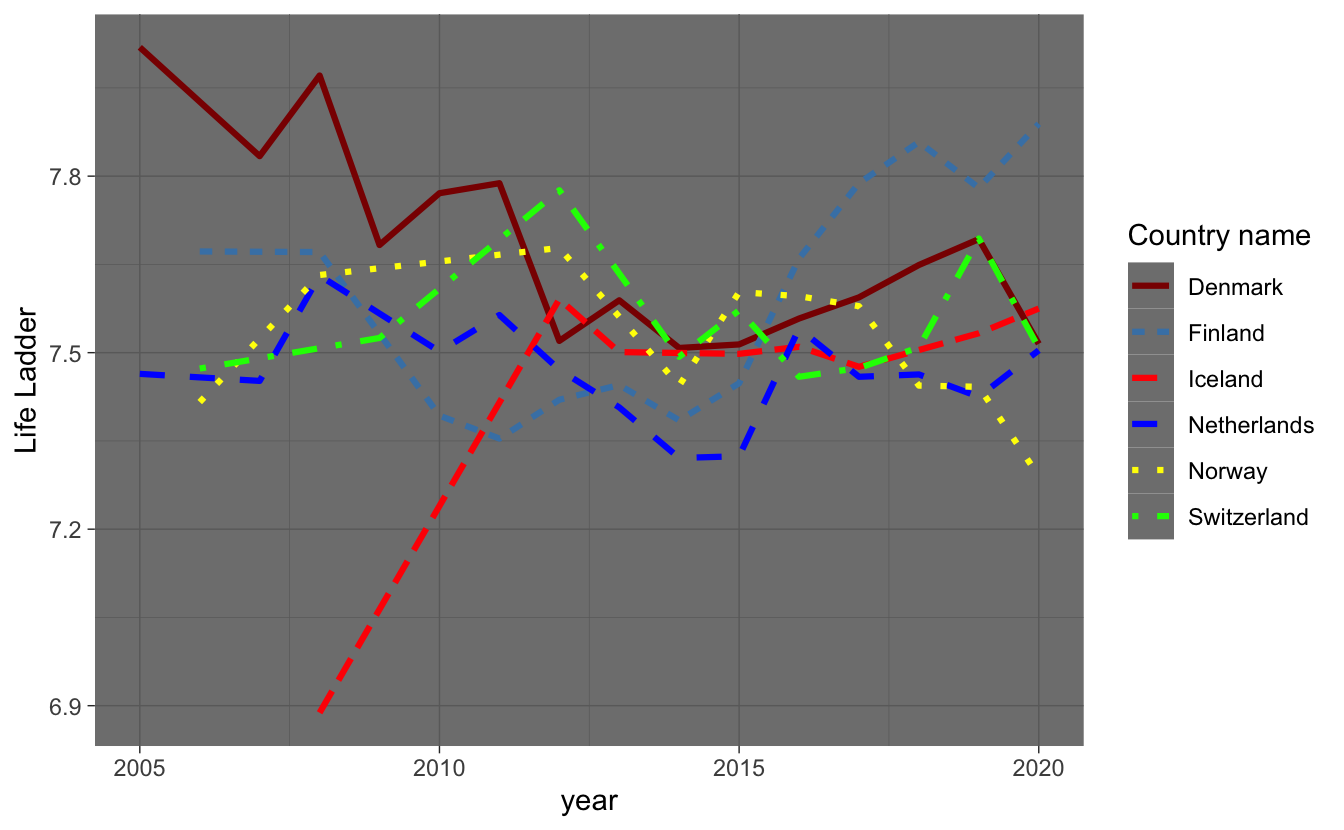 Life Ladder
7.8
7.5
7.2
6.9
2005 2010 2015 2020
year
Country name
Denmark
Finland
Iceland
Netherlands
Norway
Switzerland